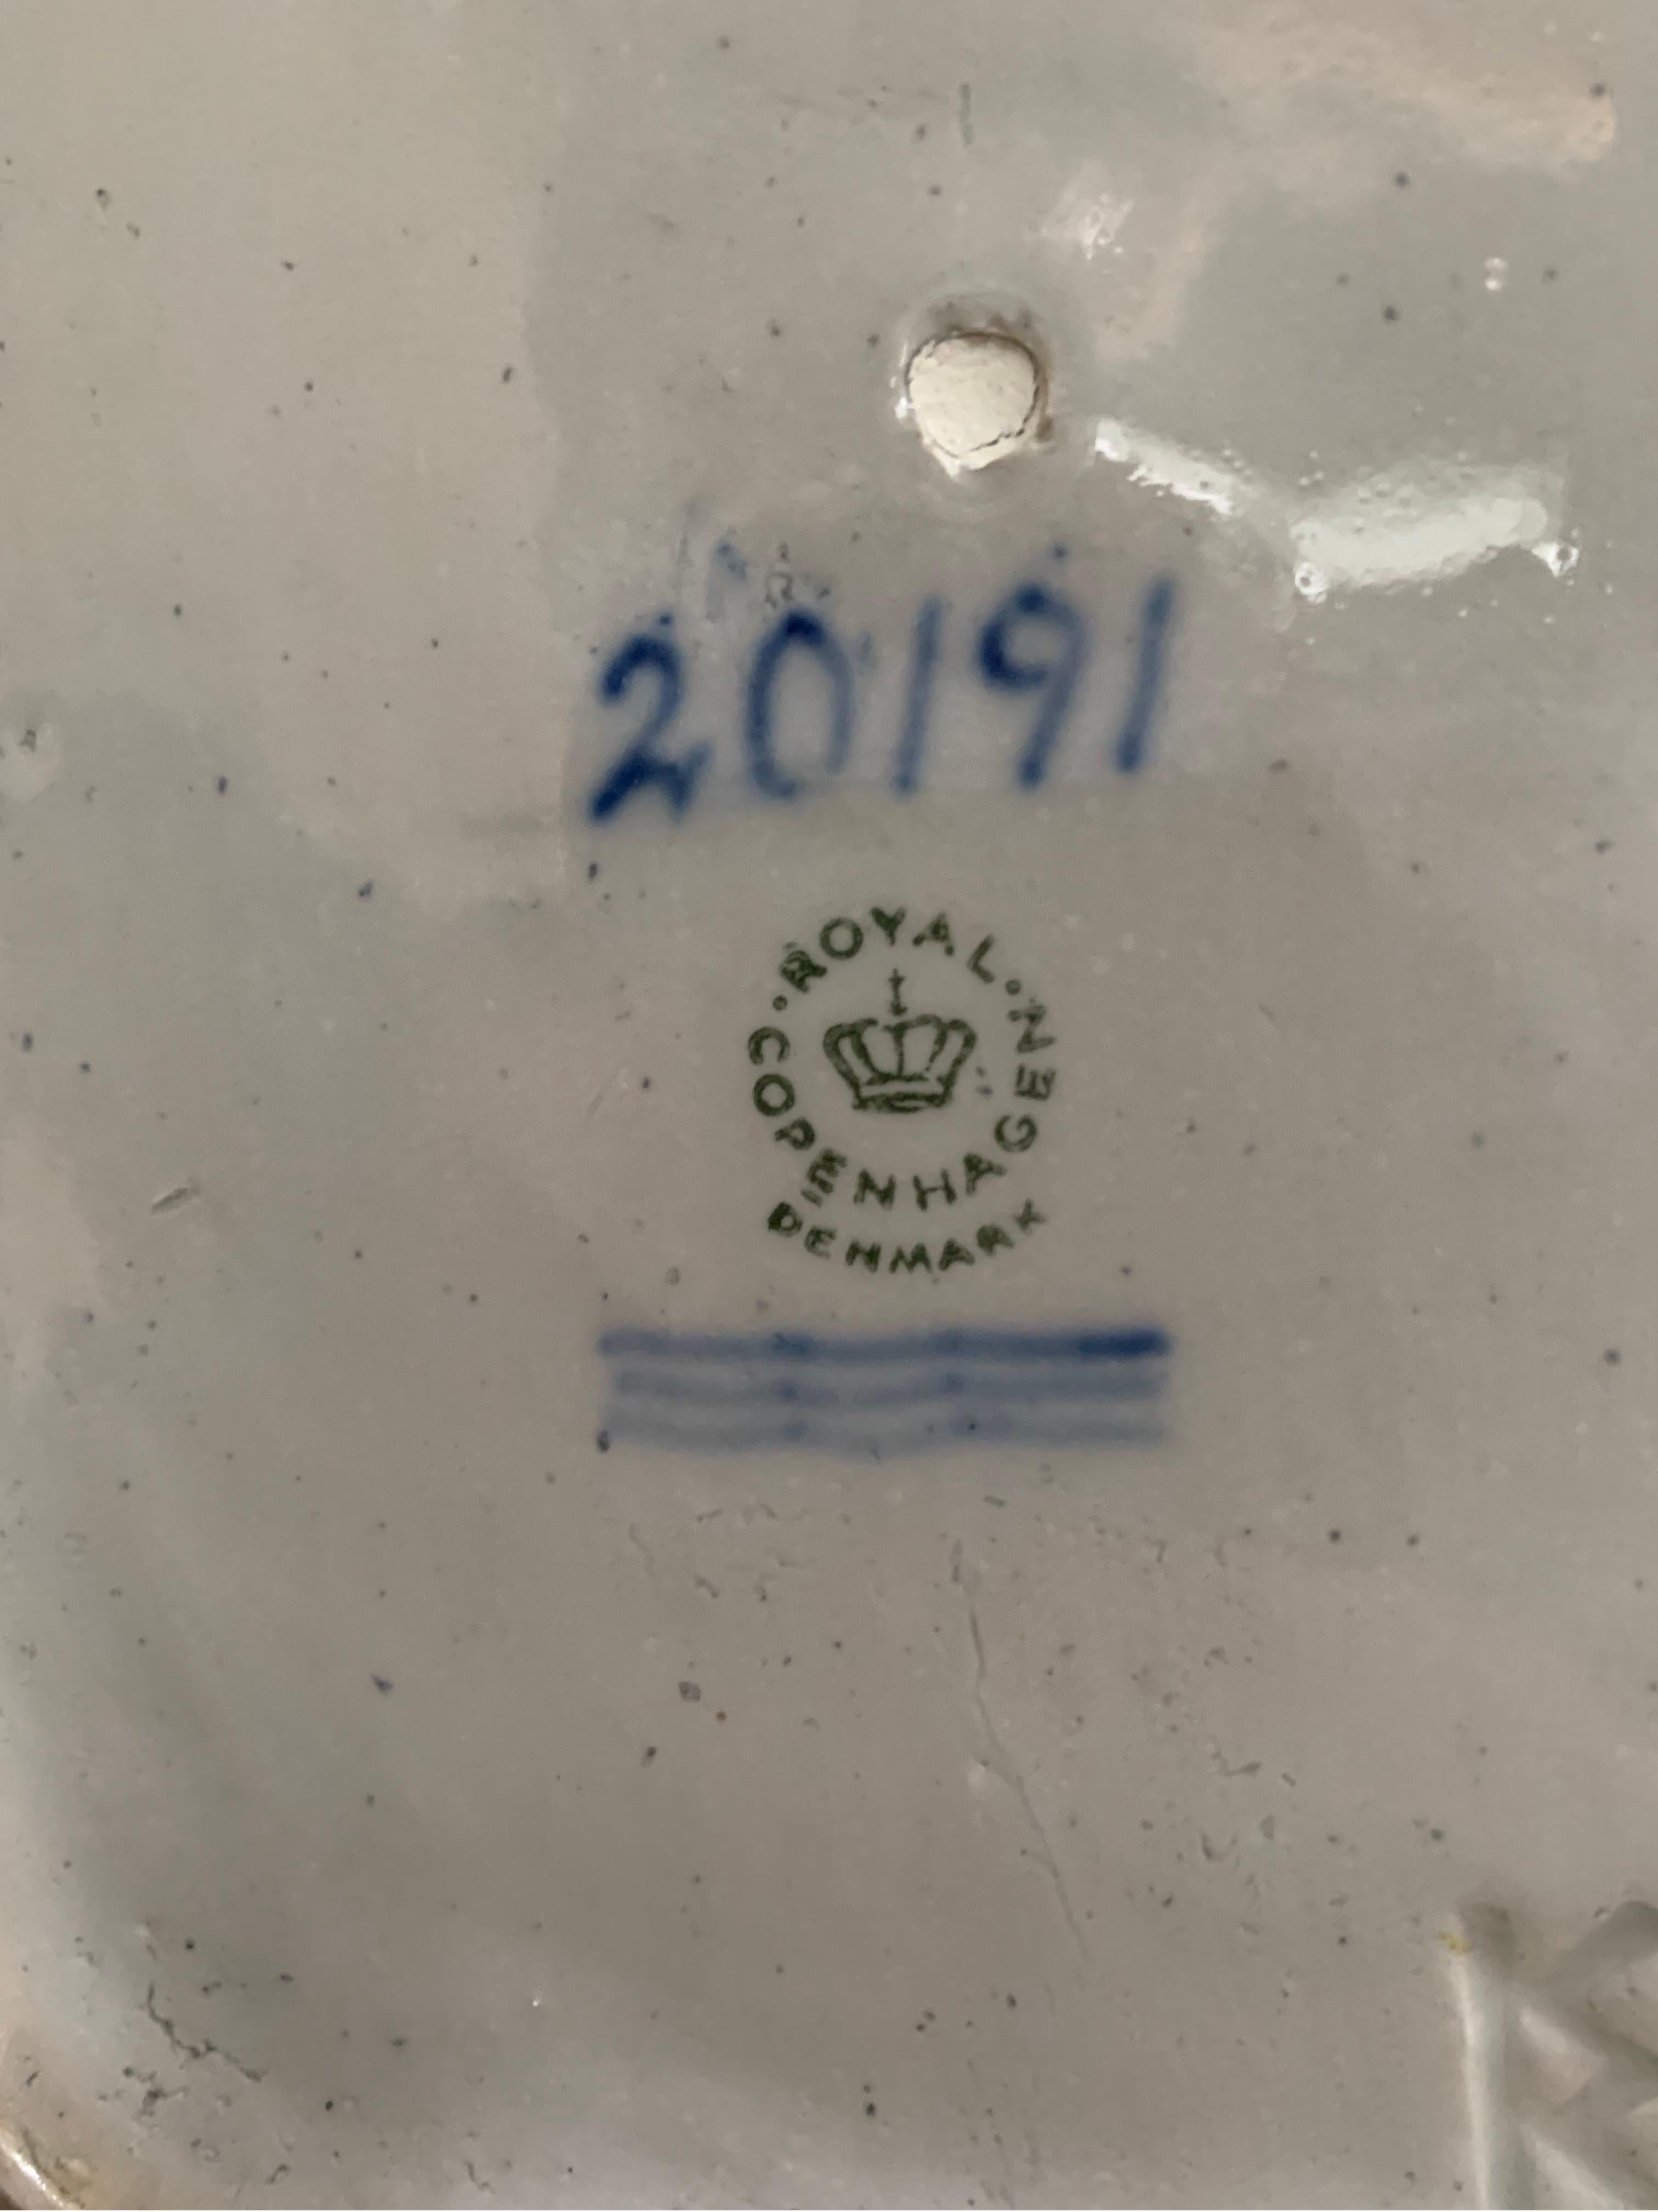 20191
ROYAL
COPENHAGEN
DENMARK